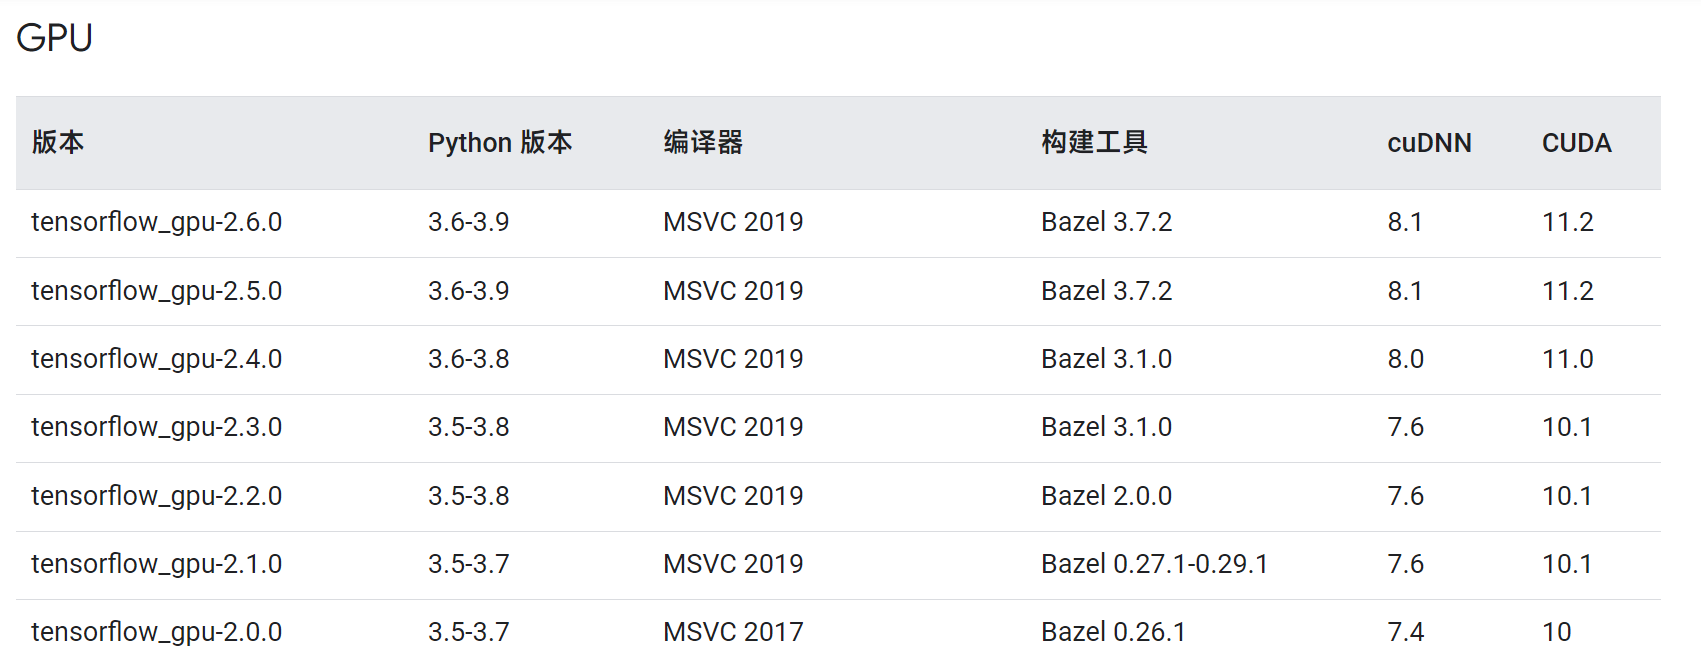 GPU
版本 Python 版本 编译器 构建工具 cuDNN CUDA
tensorflow_gpu-2.6.0 3.6-3.9 MSVC 2019 Bazel 3.7.2 8.1 11.2
tensorflow_gpu-2.5.0 3.6-3.9 MSVC 2019 Bazel 3.7.2 8.1 11.2
tensorflow_gpu-2.4.0 3.6-3.8 MSVC 2019 Bazel 3.1.0 8.0 11.0
tensorflow_gpu-2.3.0 3.5-3.8 MSVC 2019 Bazel 3.1.0 7.6 10.1
tensorflow_gpu-2.2.0 3.5-3.8 MSVC 2019 Bazel 2.0.0 7.6 10.1
tensorflow_gpu-2.1.0 3.5-3.7 MSVC 2019 Bazel 0.27.1-0.29.1 7.6 10.1
tensorflow_gpu-2.0.0 3.5-3.7 MSVC 2017 Bazel 0.26.1 7.4 10